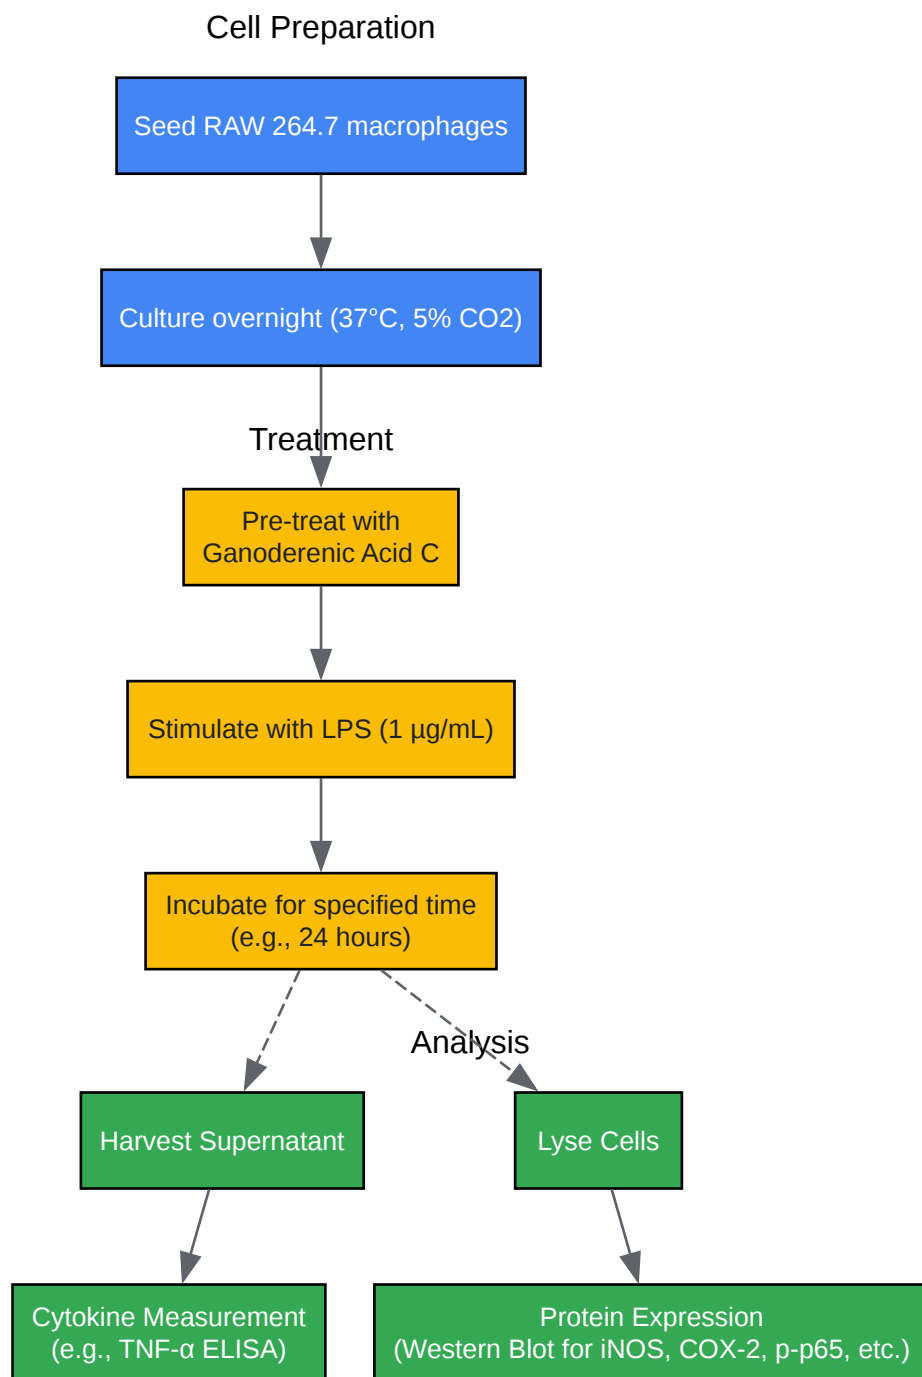 Cell Preparation
Seed RAW 264.7 macrophages
Culture overnight (37°C, 5% CO2)
Treatment
Pre-treat with
Ganoderenic Acid C
Stimulate with LPS (1 µg/mL)
Incubate for specified time
(e.g., 24 hours)
Analysis
Harvest Supernatant
Lyse Cells
Cytokine Measurement
(e.g., TNF-α ELISA)
Protein Expression
(Western Blot for iNOS, COX-2, p-p65, etc.)